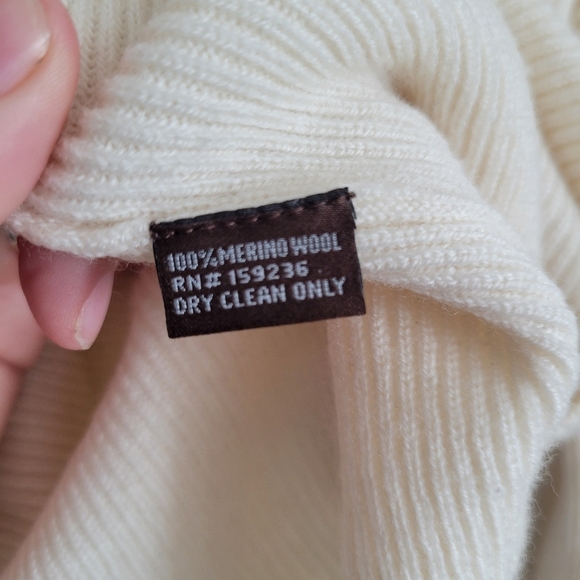 100% MERINO WOOL
RN# 159236
DRY CLEAN ONLY